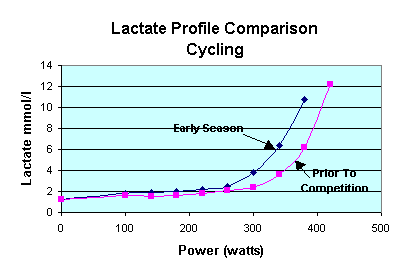 Lactate Profile Comparison
Cycling
14
12
10
8
6
4
2
0
Lactate mmol/l
Early Season
Prior To
Competition
0
100
200
300
400
500
Power (watts)